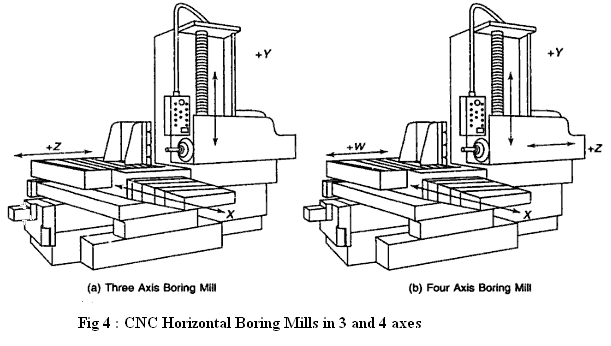 +Y
+Z
X
(a) Three Axis Boring Mill
+Y
+W
+Z
X
(b) Four Axis Boring Mill
Fig 4 : CNC Horizontal Boring Mills in 3 and 4 axes